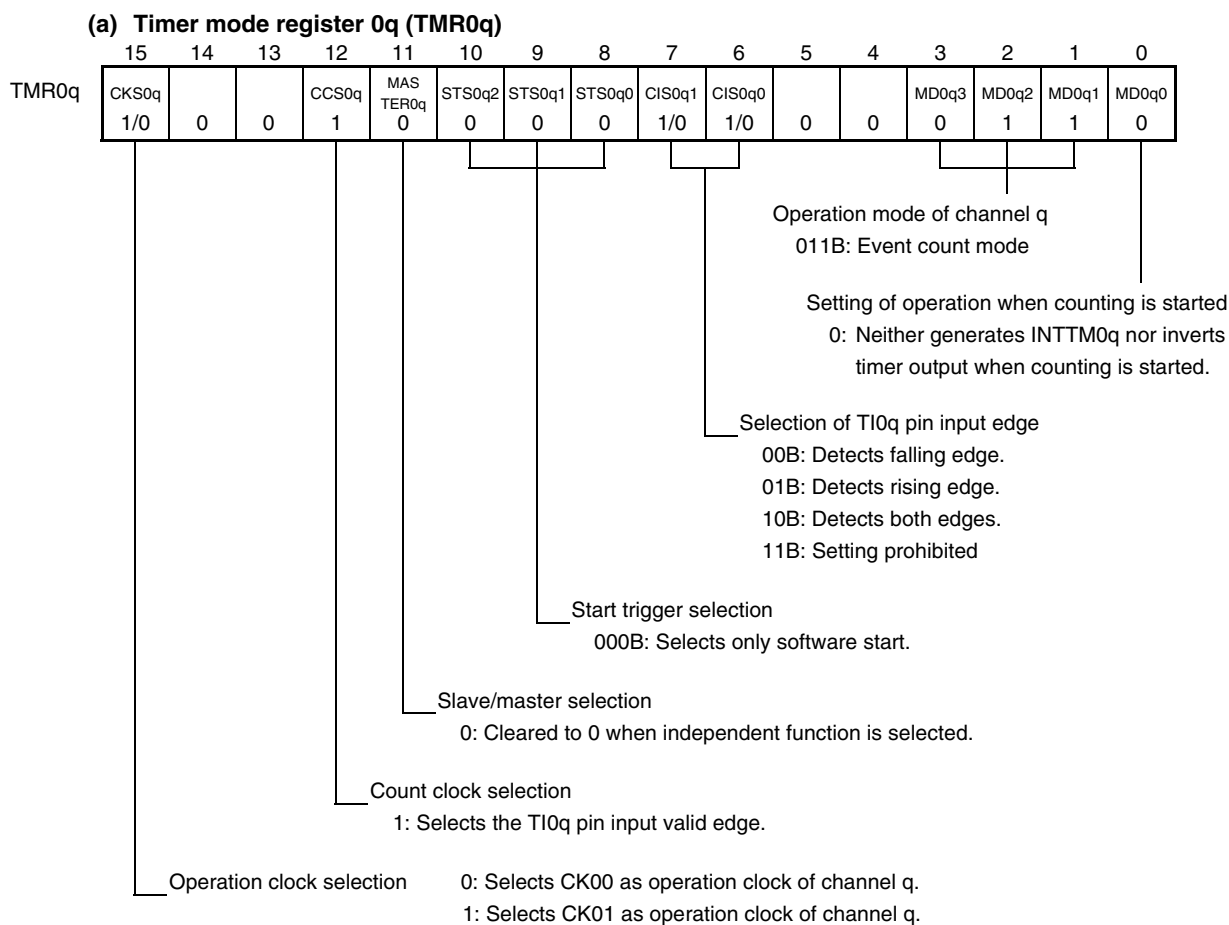 (a) Timer mode register 0q (TMR0q)
15 14 13 12 11 10 9 8 7 6 5 4 3 2 1 0
TMR0q CKS0q CCS0q MAS TER0q STS0q2 STS0q1 STS0q0 CIS0q1 CIS0q0 MD0q3 MD0q2 MD0q1 MD0q0
1/0 0 0 1 0 0 0 0 1/0 1/0 0 0 0 1 1 0
Operation mode of channel q
011B: Event count mode
Setting of operation when counting is started
0: Neither generates INTTM0q nor inverts
timer output when counting is started.
Selection of TI0q pin input edge
00B: Detects falling edge.
01B: Detects rising edge.
10B: Detects both edges.
11B: Setting prohibited
Start trigger selection
000B: Selects only software start.
Slave/master selection
0: Cleared to 0 when independent function is selected.
Count clock selection
1: Selects the TI0q pin input valid edge.
Operation clock selection 0: Selects CK00 as operation clock of channel q.
1: Selects CK01 as operation clock of channel q.